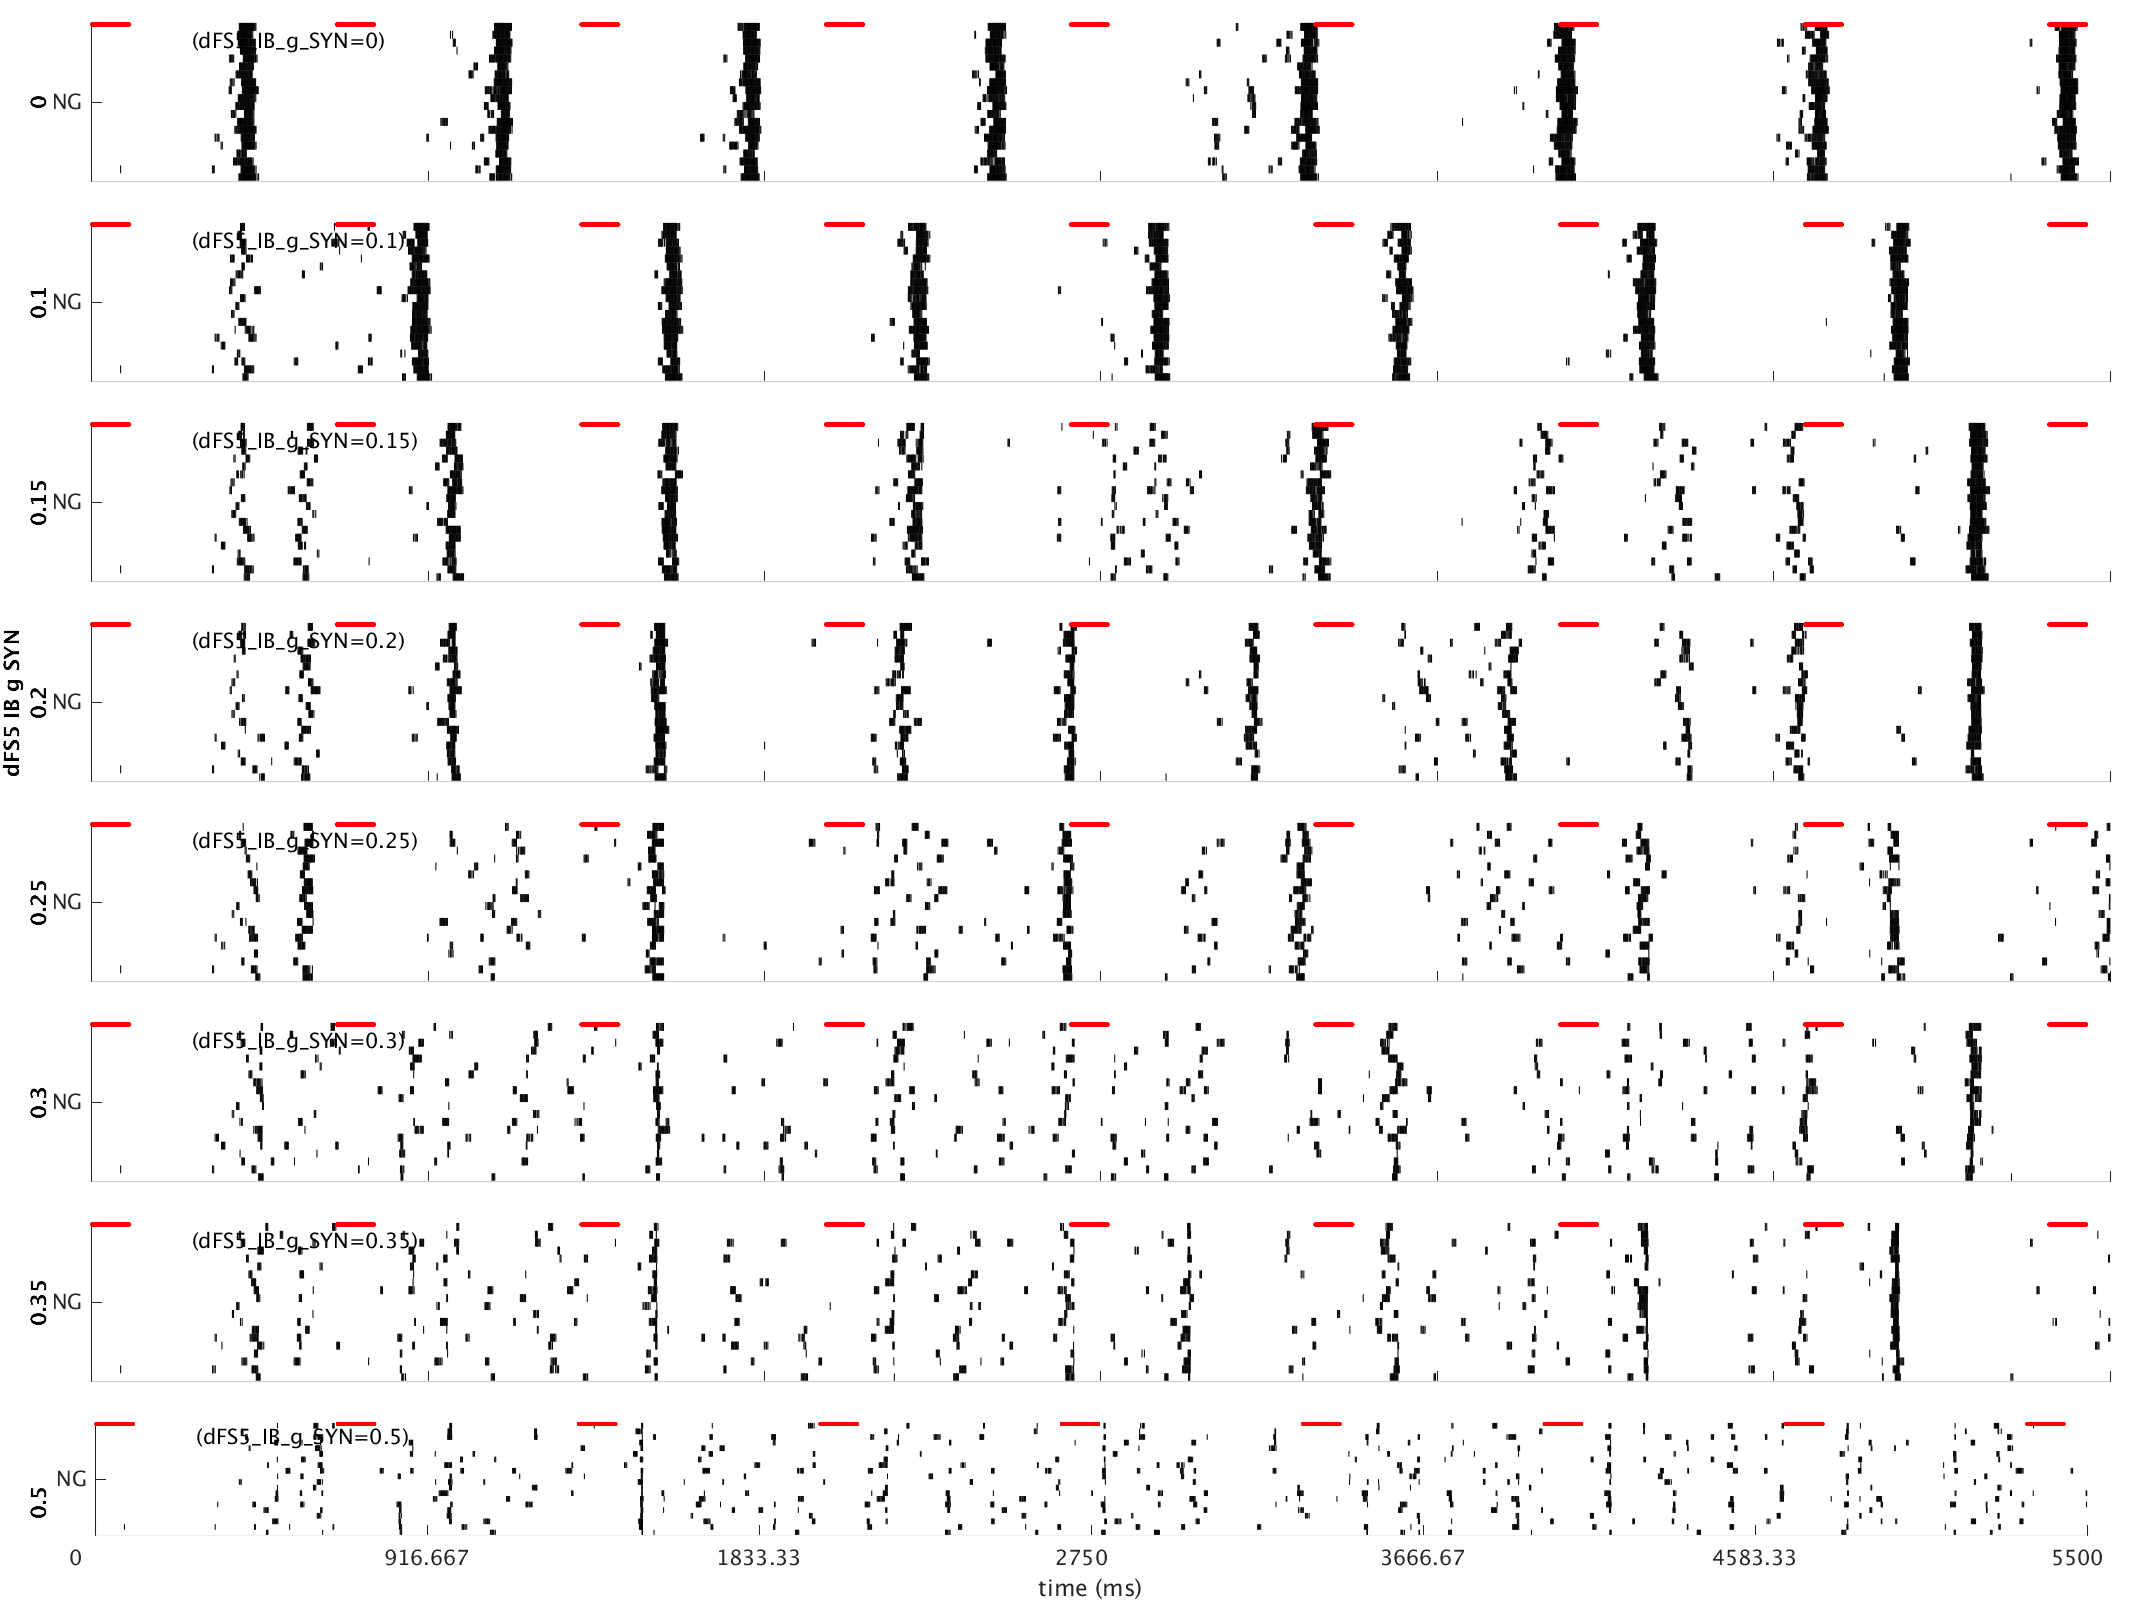 (dFS5_IB_g_SYN=0)
0 NG
(dFS5_IB_g_SYN=0.1)
0.1 NG
(dFS5_IB_g_SYN=0.15)
0.15 NG
(dFS5_IB_g_SYN=0.2)
0.2 NG
dFS5 IB g SYN
(dFS5_IB_g_SYN=0.25)
0.25 NG
(dFS5_IB_g_SYN=0.3)
0.3 NG
(dFS5_IB_g_SYN=0.35)
0.35 NG
(dFS5_IB_g_SYN=0.5)
0.5 NG
0 916.667 1833.33 2750 3666.67 4583.33 5500
time (ms)